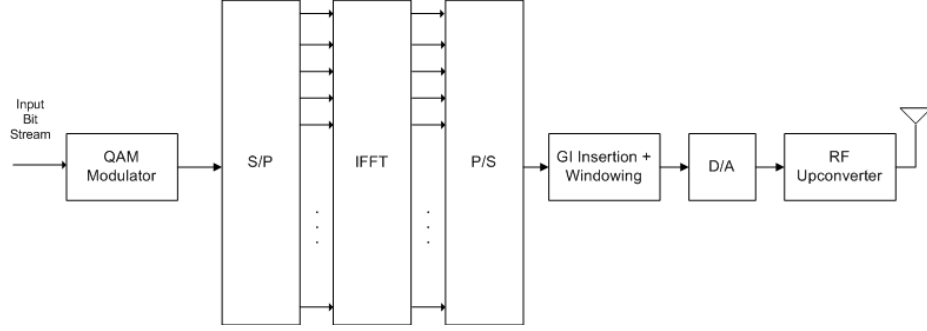 Input
Bit
Stream
QAM
Modulator
S/P
IFFT
P/S
GI Insertion +
Windowing
D/A
RF
Upconverter